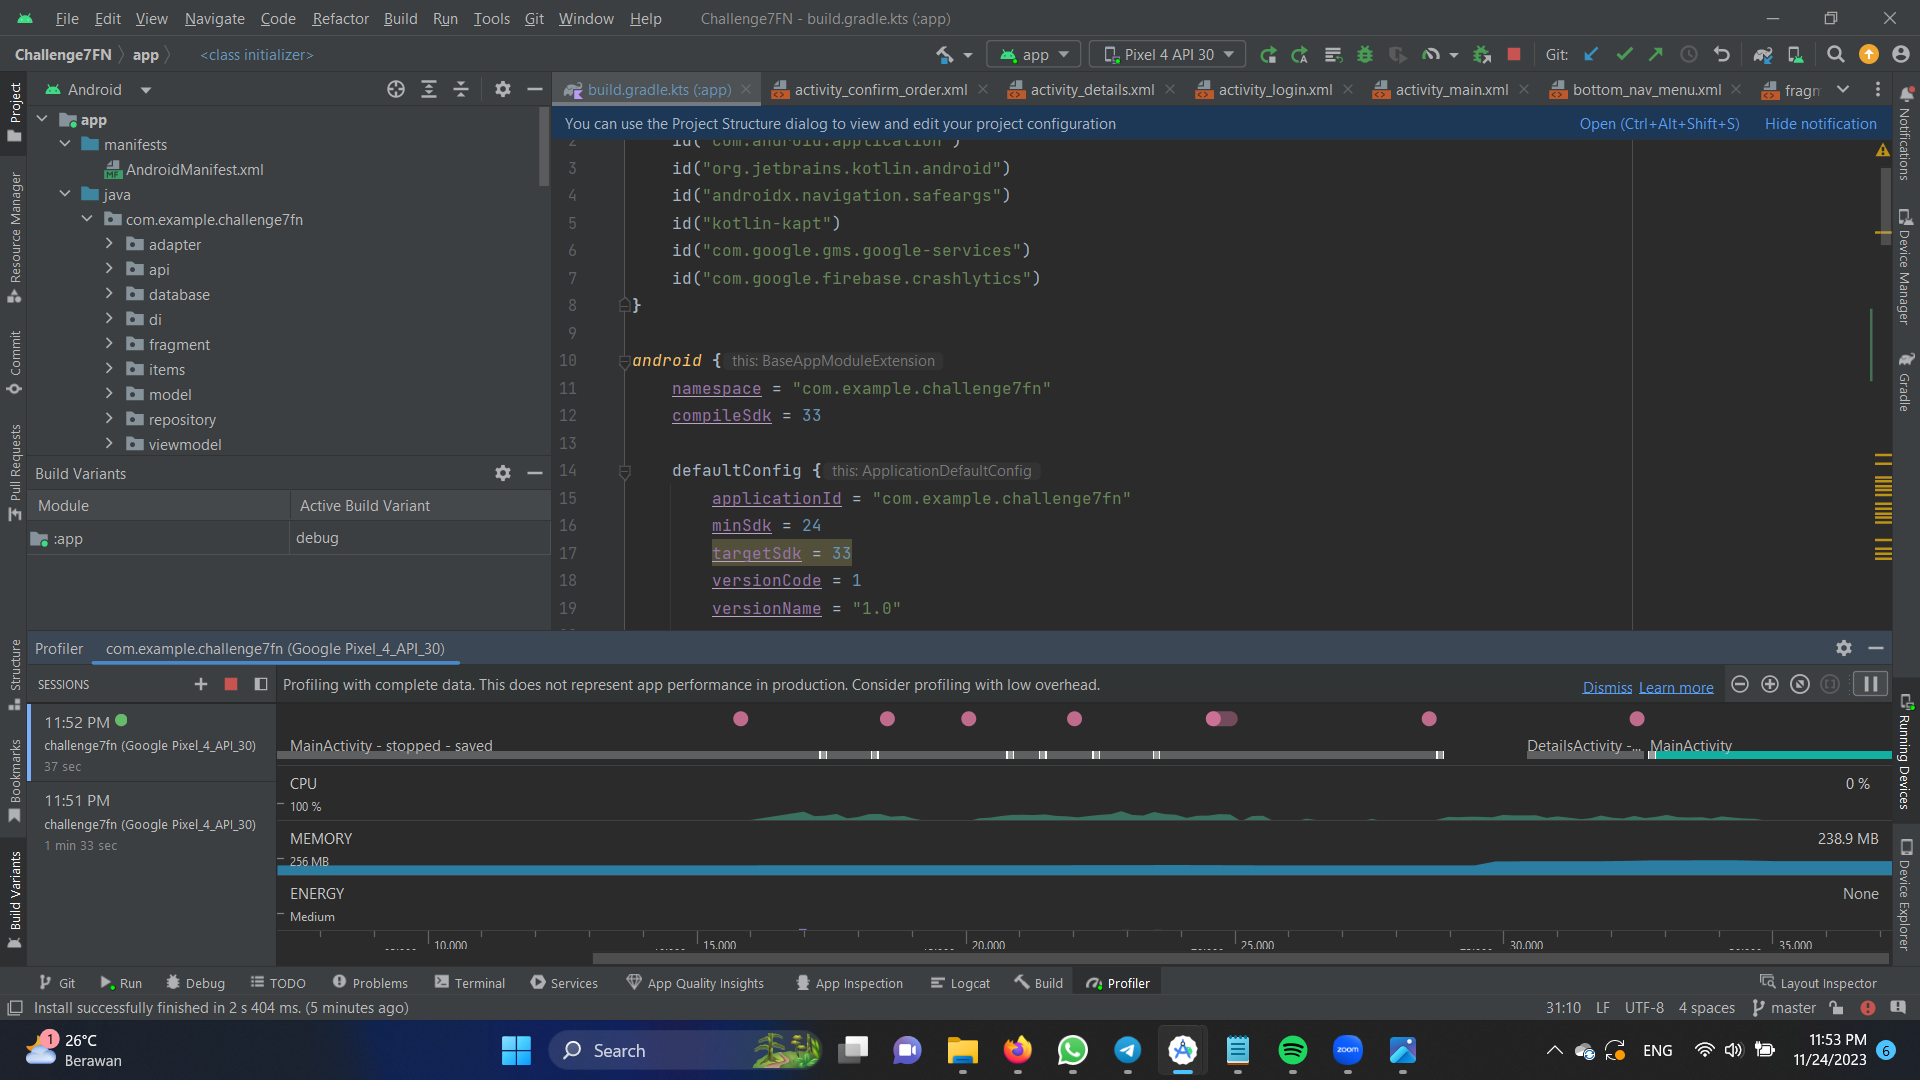 File Edit View Navigate Code Refactor Build Run Tools Git Window Help Challenge7FN - build.gradle.kts (:app)
Challenge7FN app <class initializer> app Pixel 4 API 30 Git:
Project
Resource Manager
Commit
Pull Requests
Structure
Bookmarks
Build Variants
Android
app
manifests
AndroidManifest.xml
java
com.example.challenge7fn
adapter
api
database
di
fragment
items
model
repository
viewmodel
Build Variants
Module Active Build Variant
:app debug
build.gradle.kts (:app) activity_confirm_order.xml activity_details.xml activity_login.xml activity_main.xml bottom_nav_menu.xml
You can use the Project Structure dialog to view and edit your project configuration Open (Ctrl+Alt+Shift+S) Hide notification
2 id("com.android.application")
3 id("org.jetbrains.kotlin.android")
4 id("androidx.navigation.safeargs")
5 id("kotlin-kapt")
6 id("com.google.gms.google-services")
7 id("com.google.firebase.crashlytics")
8 }
9
10 android { this: BaseAppModuleExtension
11 namespace = "com.example.challenge7fn"
12 compileSdk = 33
13
14 defaultConfig { this: ApplicationDefaultConfig
15 applicationId = "com.example.challenge7fn"
16 minSdk = 24
17 targetSdk = 33
18 versionCode = 1
19 versionName = "1.0"
Notifications
Device Manager
Gradle
Running Devices
Device Explorer
Profiler com.example.challenge7fn (Google Pixel_4_API_30)
SESSIONS
11:52 PM
challenge7fn (Google Pixel_4_API_30)
37 sec
11:51 PM
challenge7fn (Google Pixel_4_API_30)
1 min 33 sec
Profiling with complete data. This does not represent app performance in production. Consider profiling with low overhead. Dismiss Learn more
MainActivity - stopped - saved DetailsActivity -... MainActivity
CPU 0 %
100 %
MEMORY 238.9 MB
256 MB
ENERGY None
Medium
10.000 15.000 20.000 25.000 30.000 35.000
Git Run Debug TODO Problems Terminal Services App Quality Insights App Inspection Logcat Build Profiler Layout Inspector
Install successfully finished in 2 s 404 ms. (5 minutes ago) 31:10 LF UTF-8 4 spaces master
1
26°C
Berawan
Search
zoom
ENG
11:53 PM
11/24/2023
6